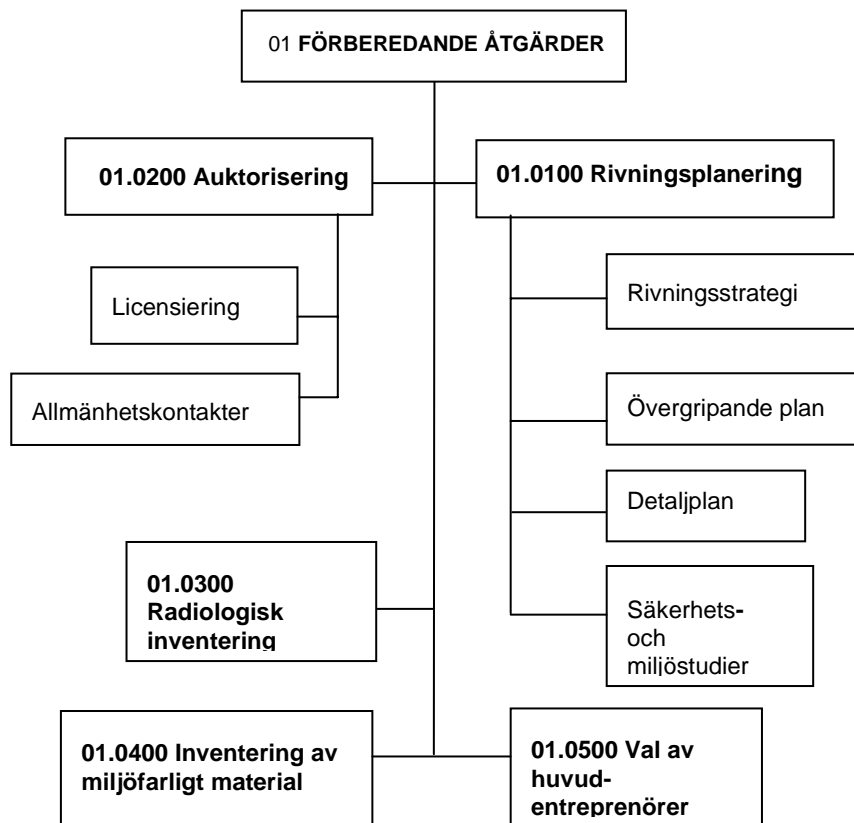 01 FÖRBEREDANDE ÅTGÄRDER
01.0200 Auktorisering
01.0100 Rivningsplanering
Licensiering
Rivningsstrategi
Allmänhetskontakter
Övergripande plan
Detaljplan
01.0300
Radiologisk
inventering
Säkerhets-
och
miljöstudier
01.0400 Inventering av
miljöfarligt material
01.0500 Val av
huvud-
entreprenörer